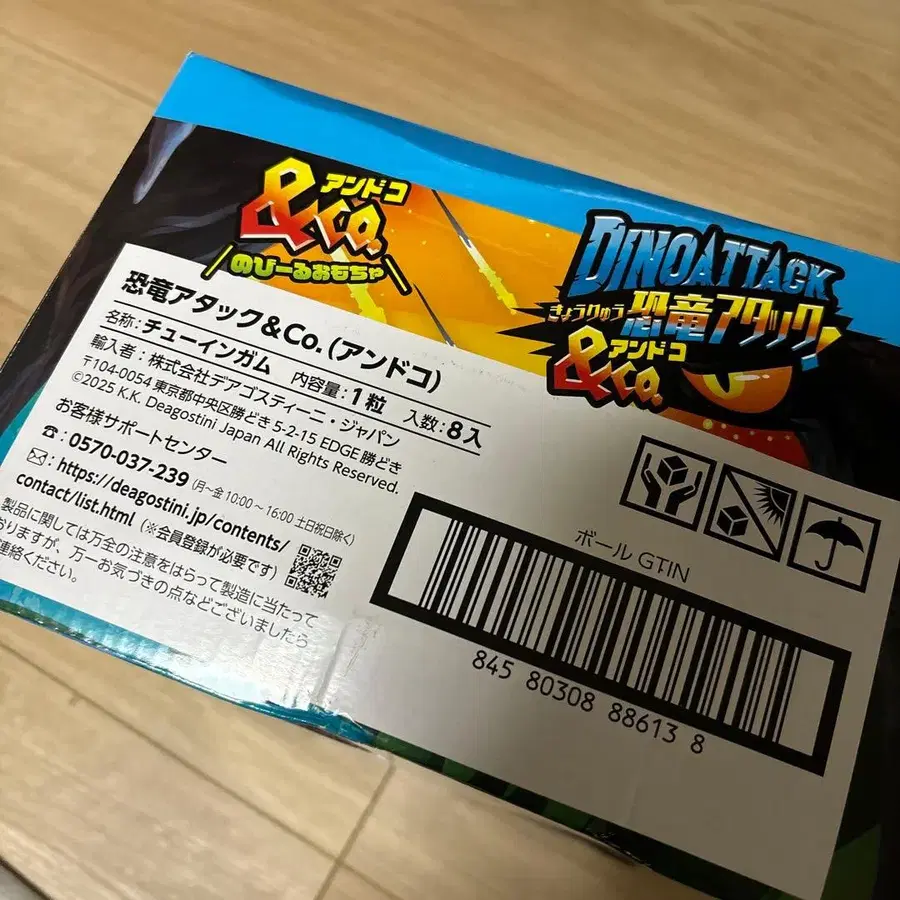 アンドコ
&Co.
のびーるおもちゃ
DINOATTACK
きょうりゅう
恐竜アタック
アンドコ
&Co.
恐竜アタック&Co.(アンドコ)
名称:チューインガム 内容量:1粒 入数:8入
輸入者:株式会社デアゴスティーニ・ジャパン
〒104-0054 東京都中央区勝どき5-2-15 EDGE勝どき
©2025 K.K. Deagostini Japan All Rights Reserved.
お客様サポートセンター
☎:0570-037-239 (月~金 10:00~16:00 土日祝日除く)
✉:https://deagostini.jp/contents/
contact/list.html (※会員登録が必要です)
製品に関しては万全の注意をはらって製造に当たって
おりますが、万一お気づきの点などございましたら
連絡ください。
ボール GTIN
845 80308 88613 8